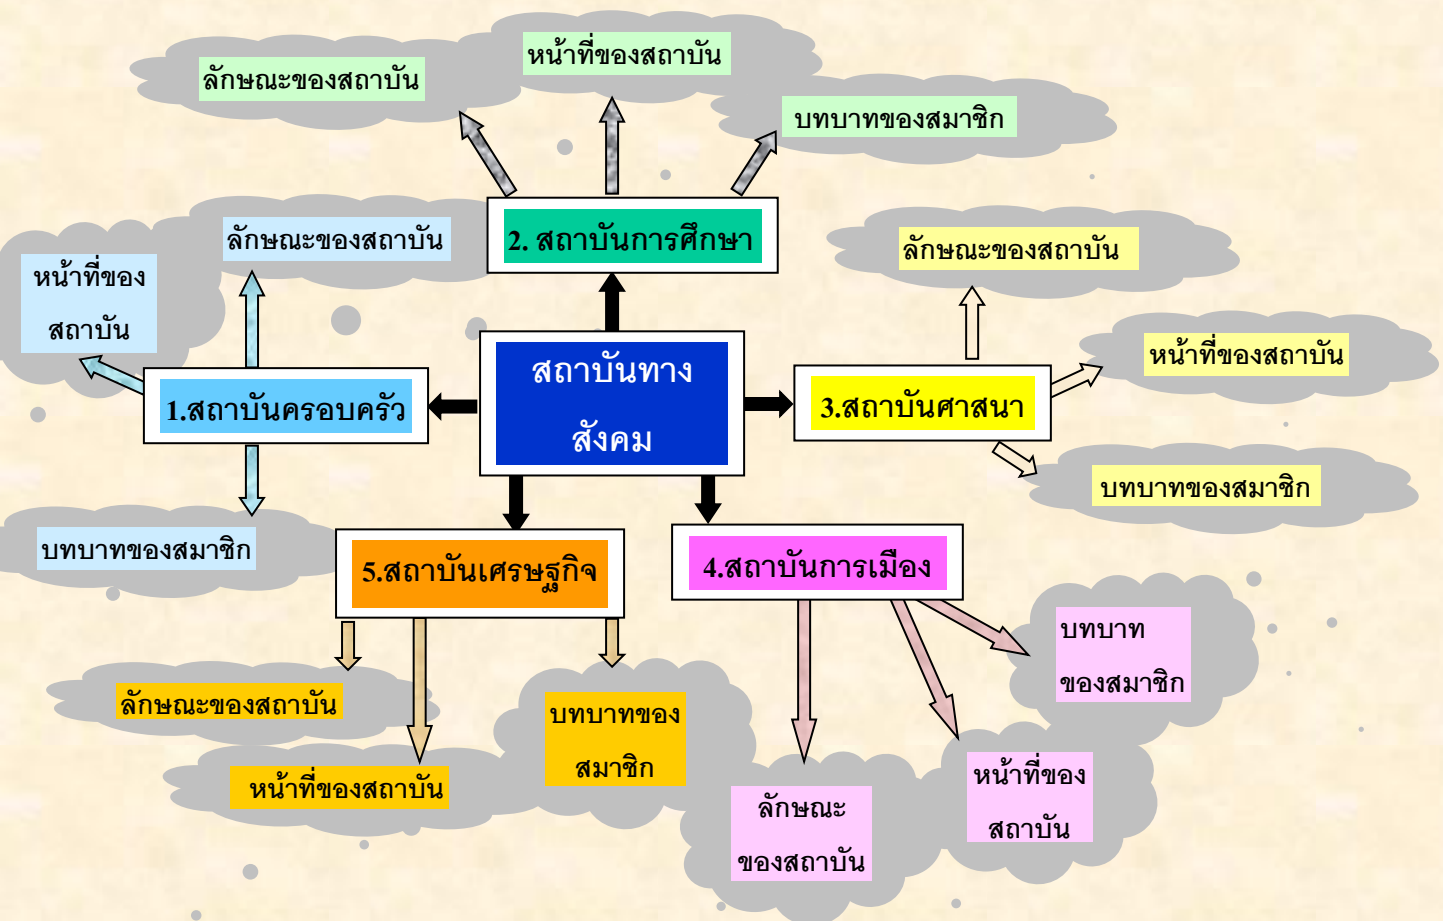 หน้าที่ของสถาบัน
ลักษณะของสถาบัน
บทบาทของสมาชิก
2. สถาบันการศึกษา
ลักษณะของสถาบัน
หน้าที่ของ
สถาบัน
1.สถาบันครอบครัว
บทบาทของสมาชิก
สถาบันทาง
สังคม
ลักษณะของสถาบัน
หน้าที่ของสถาบัน
3.สถาบันศาสนา
บทบาทของสมาชิก
5.สถาบันเศรษฐกิจ
ลักษณะของสถาบัน
หน้าที่ของสถาบัน
บทบาทของ
สมาชิก
4.สถาบันการเมือง
บทบาท
ของสมาชิก
หน้าที่ของ
สถาบัน
ลักษณะ
ของสถาบัน